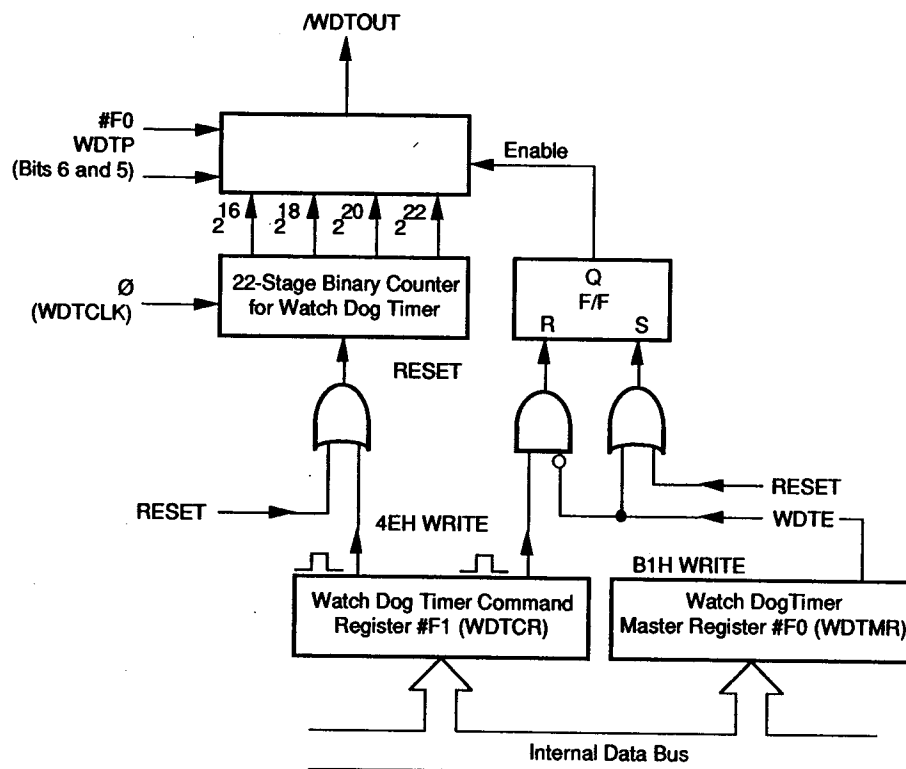 /WDTOUT
#F0
WDTP
(Bits 6 and 5)
Enable
2^16 2^18 2^20 2^22
22-Stage Binary Counter
for Watch Dog Timer
Ø
(WDTCLK)
Q
F/F
R S
RESET
RESET
RESET
4EH WRITE
WDTE
B1H WRITE
Watch Dog Timer Command
Register #F1 (WDTCR)
Watch DogTimer
Master Register #F0 (WDTMR)
Internal Data Bus